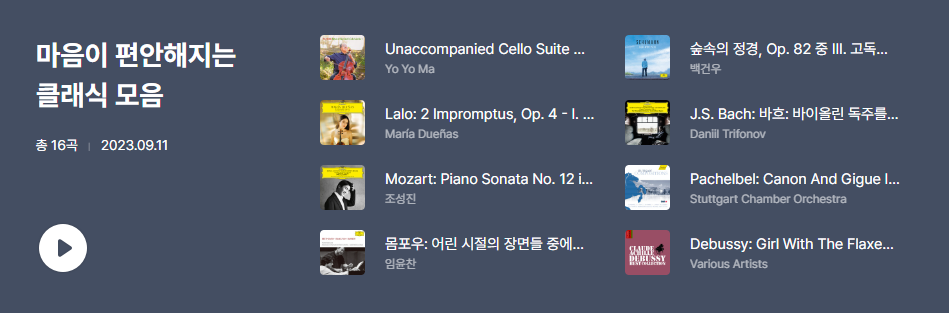 마음이 편안해지는
클래식 모음
총 16곡 | 2023.09.11
Unaccompanied Cello Suite ...
Yo Yo Ma
Lalo: 2 Impromptus, Op. 4 - I. ...
María Dueñas
Mozart: Piano Sonata No. 12 i...
조성진
몸포우: 어린 시절의 장면들 중에...
임윤찬
숲속의 정경, Op. 82 중 III. 고독...
백건우
J.S. Bach: 바흐: 바이올린 독주를...
Daniil Trifonov
Pachelbel: Canon And Gigue I...
Stuttgart Chamber Orchestra
CLAUDE
ACHILLE
DEBUSSY
Debussy: Girl With The Flaxe...
Various Artists